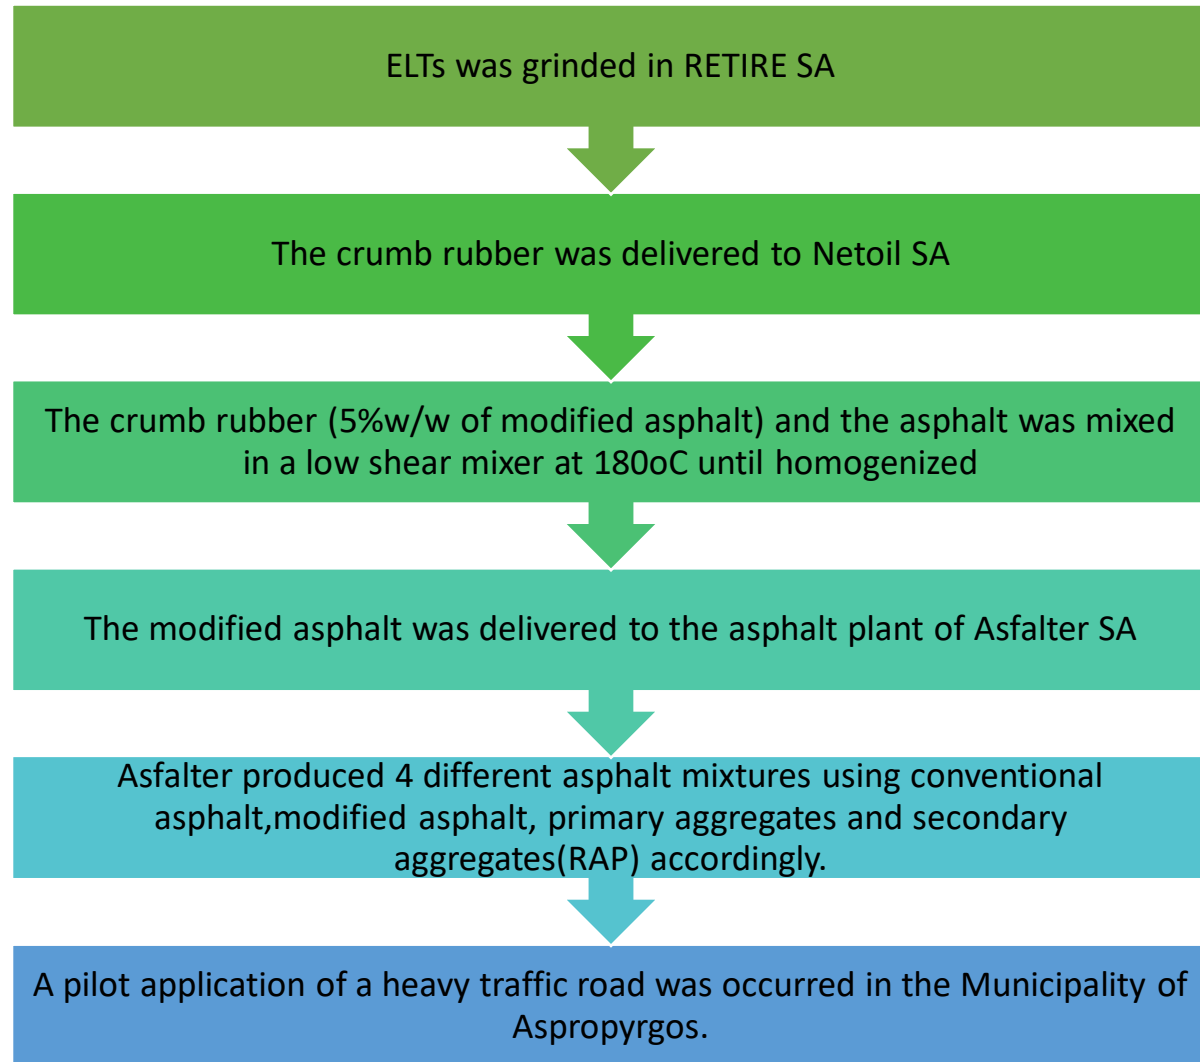 ELTs was grinded in RETIRE SA
The crumb rubber was delivered to Netoil SA
The crumb rubber (5%w/w of modified asphalt) and the asphalt was mixed
in a low shear mixer at 180oC until homogenized
The modified asphalt was delivered to the asphalt plant of Asfalter SA
Asfalter produced 4 different asphalt mixtures using conventional
asphalt,modified asphalt, primary aggregates and secondary
aggregates(RAP) accordingly.
A pilot application of a heavy traffic road was occurred in the Municipality of
Aspropyrgos.